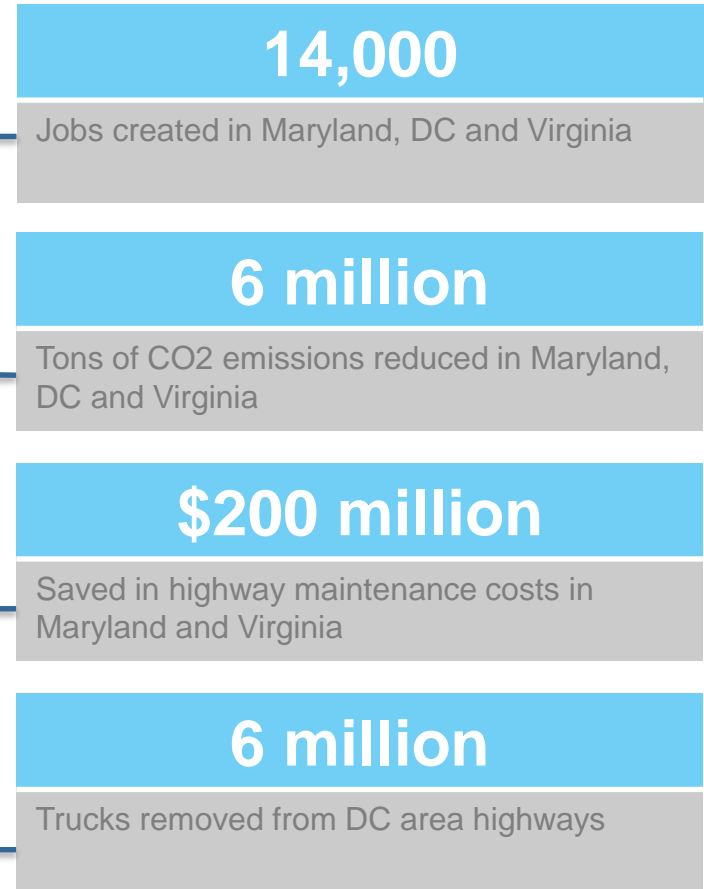 14,000
Jobs created in Maryland, DC and Virginia
6 million
Tons of CO2 emissions reduced in Maryland,
DC and Virginia
$200 million
Saved in highway maintenance costs in
Maryland and Virginia
6 million
Trucks removed from DC area highways